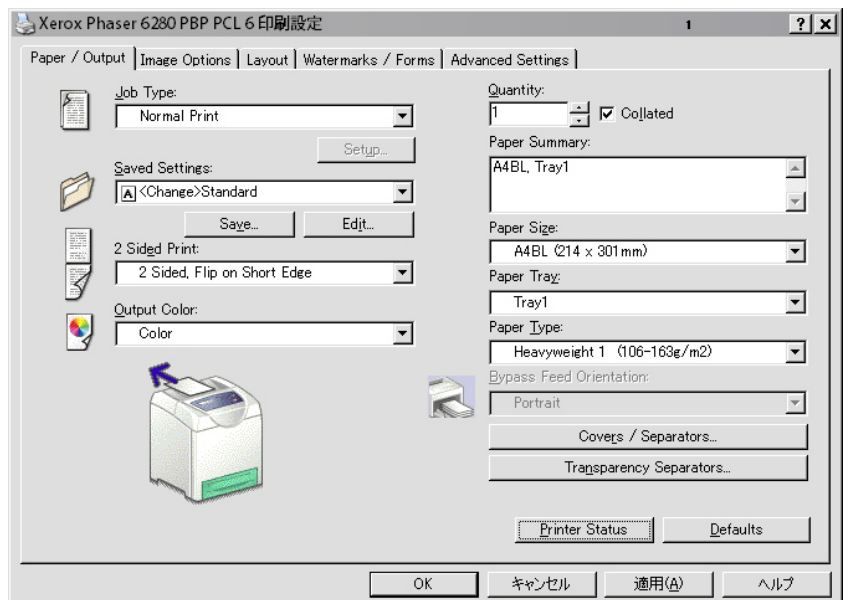 Xerox Phaser 6280 PBP PCL 6 印刷設定 1
Paper / Output Image Options Layout Watermarks / Forms Advanced Settings
Job Type:
Normal Print
Setup...
Saved Settings:
A <Change>Standard
Save... Edit...
2 Sided Print:
2 Sided, Flip on Short Edge
Output Color:
Color
Quantity:
1 Collated
Paper Summary:
A4BL, Tray1
Paper Size:
A4BL (214 x 301mm)
Paper Tray:
Tray1
Paper Type:
Heavyweight 1 (106-163g/m2)
Bypass Feed Orientation:
Portrait
Covers / Separators...
Transparency Separators...
Printer Status Defaults
OK キャンセル 適用(A) ヘルプ